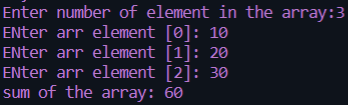 Enter number of element in the array:3
ENter arr element [0]: 10
ENter arr element [1]: 20
ENter arr element [2]: 30
sum of the array: 60